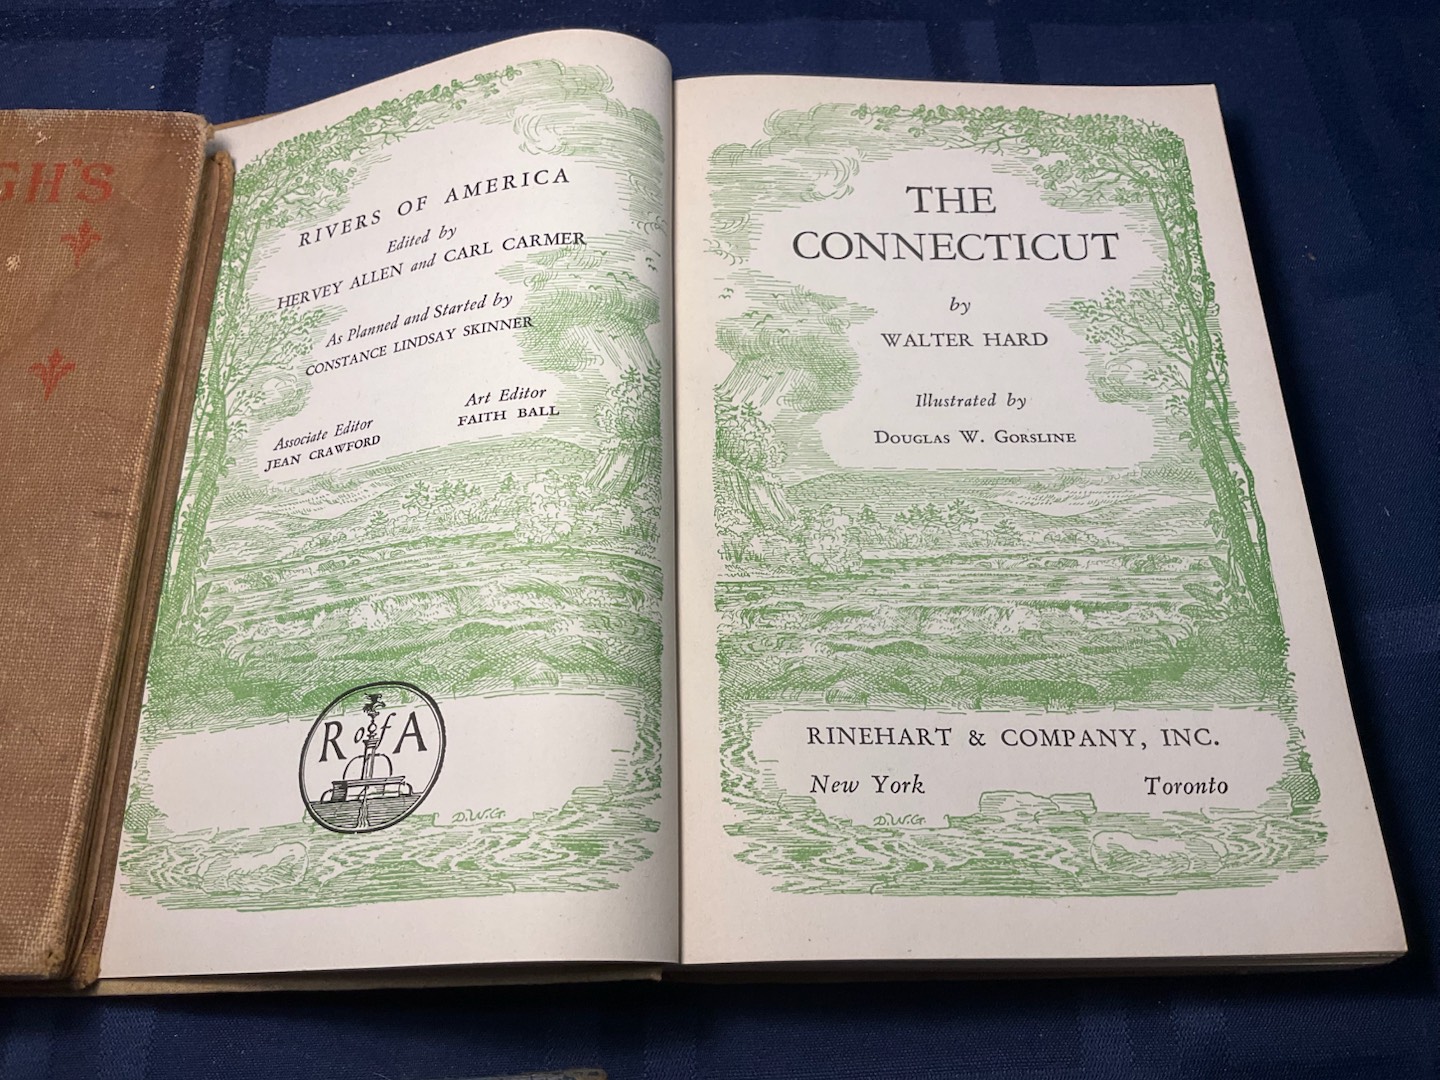 GH'S
RIVERS OF AMERICA
Edited by
HERVEY ALLEN and CARL CARMER
As Planned and Started by
CONSTANCE LINDSAY SKINNER
Associate Editor
JEAN CRAWFORD
Art Editor
FAITH BALL
R of A
D.W.G.
THE
CONNECTICUT
by
WALTER HARD
Illustrated by
DOUGLAS W. GORSLINE
RINEHART & COMPANY, INC.
New York Toronto
D.W.G.